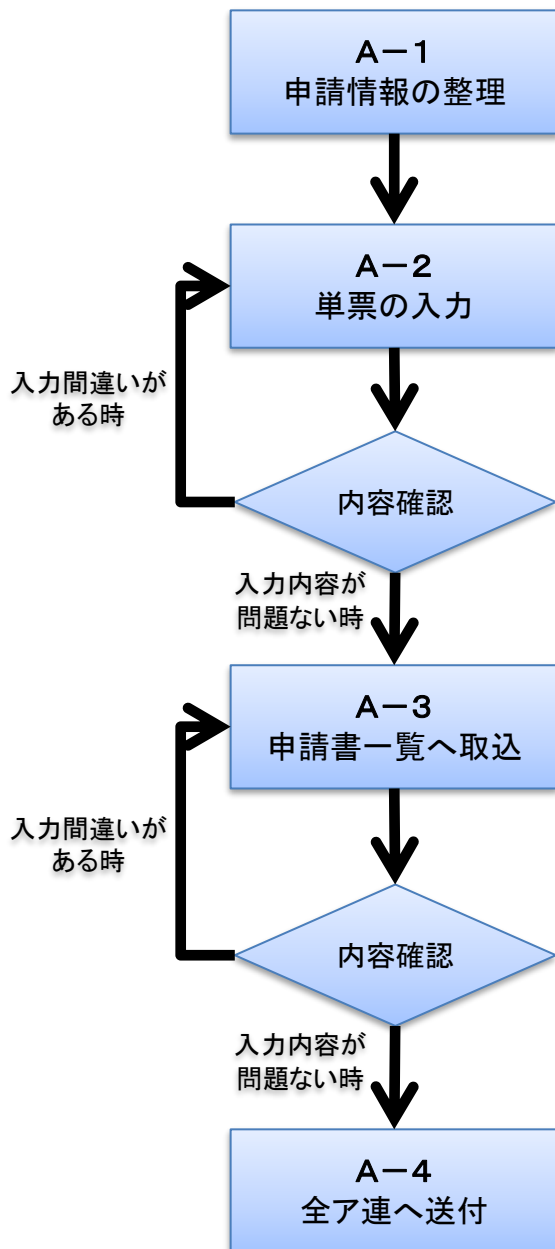 A－1
申請情報の整理
A－2
単票の入力
入力間違いが
ある時
内容確認
入力内容が
問題ない時
A－3
申請書一覧へ取込
入力間違いが
ある時
内容確認
入力内容が
問題ない時
A－4
全ア連へ送付